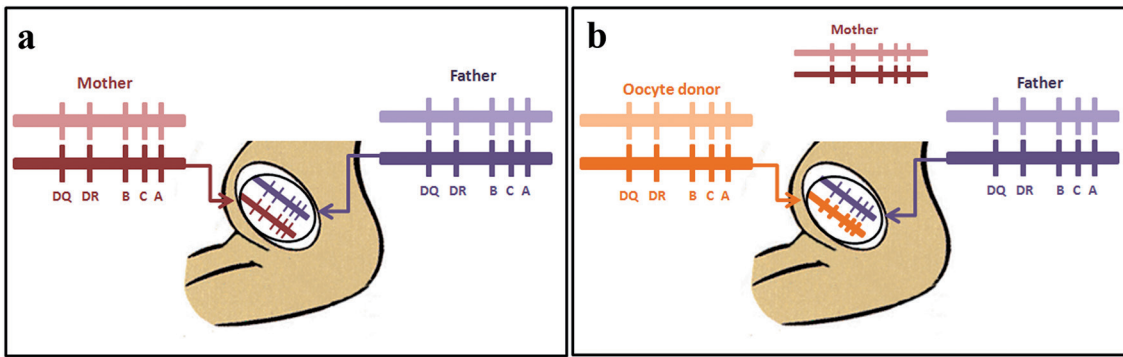 a
Mother
Father
DQ DR B C A
DQ DR B C A
b
Mother
Oocyte donor
Father
DQ DR B C A
DQ DR B C A